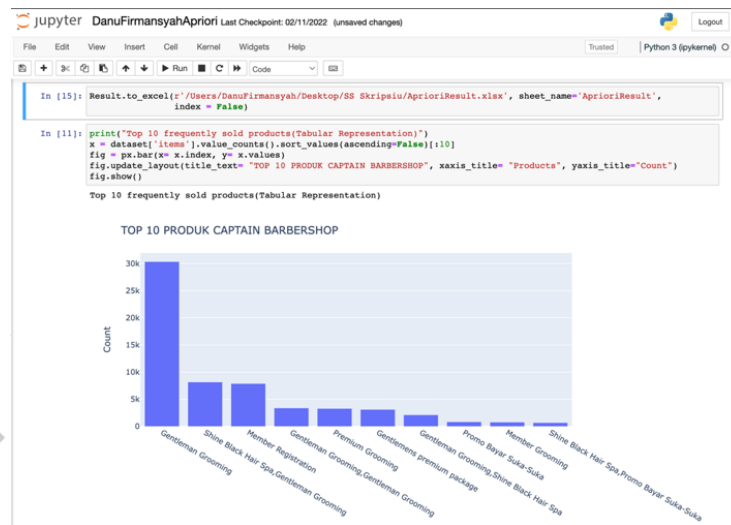 jupyter DanuFirmansyahApriori Last Checkpoint: 02/11/2022 (unsaved changes)
Logout
File Edit View Insert Cell Kernel Widgets Help
Trusted Python 3 (ipykernel)
Run Code
In [15]: Result.to_excel(r'/Users/DanuFirmansyah/Desktop/SS Skripsiu/AprioriResult.xlsx', sheet_name='AprioriResult',
index = False)
In [11]: print("Top 10 frequently sold products(Tabular Representation)")
x = dataset['items'].value_counts().sort_values(ascending=False)[:10]
fig = px.bar(x= x.index, y= x.values)
fig.update_layout(title_text= "TOP 10 PRODUK CAPTAIN BARBERSHOP", xaxis_title= "Products", yaxis_title="Count")
fig.show()
Top 10 frequently sold products(Tabular Representation)
TOP 10 PRODUK CAPTAIN BARBERSHOP
30k
25k
20k
15k
10k
5k
0
Count
Gentleman Grooming
Shine Black Hair Spa,Gentleman Grooming
Member Registration
Gentleman Grooming,Gentleman Grooming
Premium Grooming
Gentlemens premium package
Gentleman Grooming,Shine Black Hair Spa
Promo Bayar Suka-Suka
Member Grooming
Shine Black Hair Spa,Promo Bayar Suka-Suka